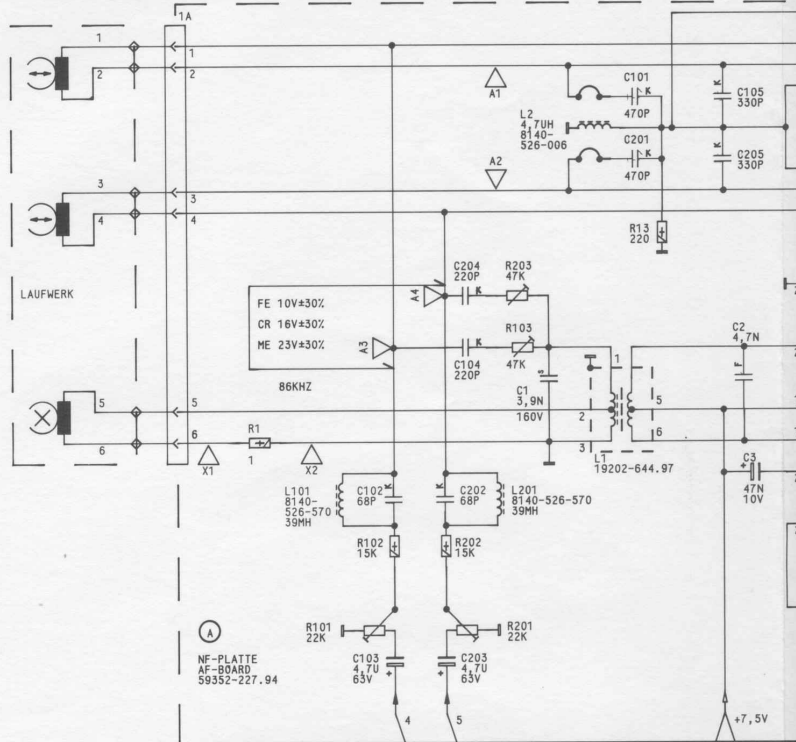 1A
1
1
2
2
A1
C101
K
470P
L2
4,7UH
8140-
526-006
C201
K
470P
K
C105
330P
K
C205
330P
A2
3
3
4
4
R13
220
LAUFWERK
C204
220P
K
R203
47K
A4
FE 10V±30%
CR 16V±30%
ME 23V±30%
A3
R103
47K
K
C104
220P
86KHZ
C1
3,9N
160V
C2
4,7N
F
1
2
3
5
6
L1
19202-644.97
5
5
6
6
R1
1
X1
X2
C3
+
47N
10V
L101
8140-
526-570
39MH
C102
68P
K
K
C202
68P
L201
8140-526-570
39MH
R102
15K
R202
15K
R101
22K
R201
22K
A
NF-PLATTE
AF-BOARD
59352-227.94
C103
4,7U
63V
+
C203
4,7U
63V
+
4
5
+7,5V